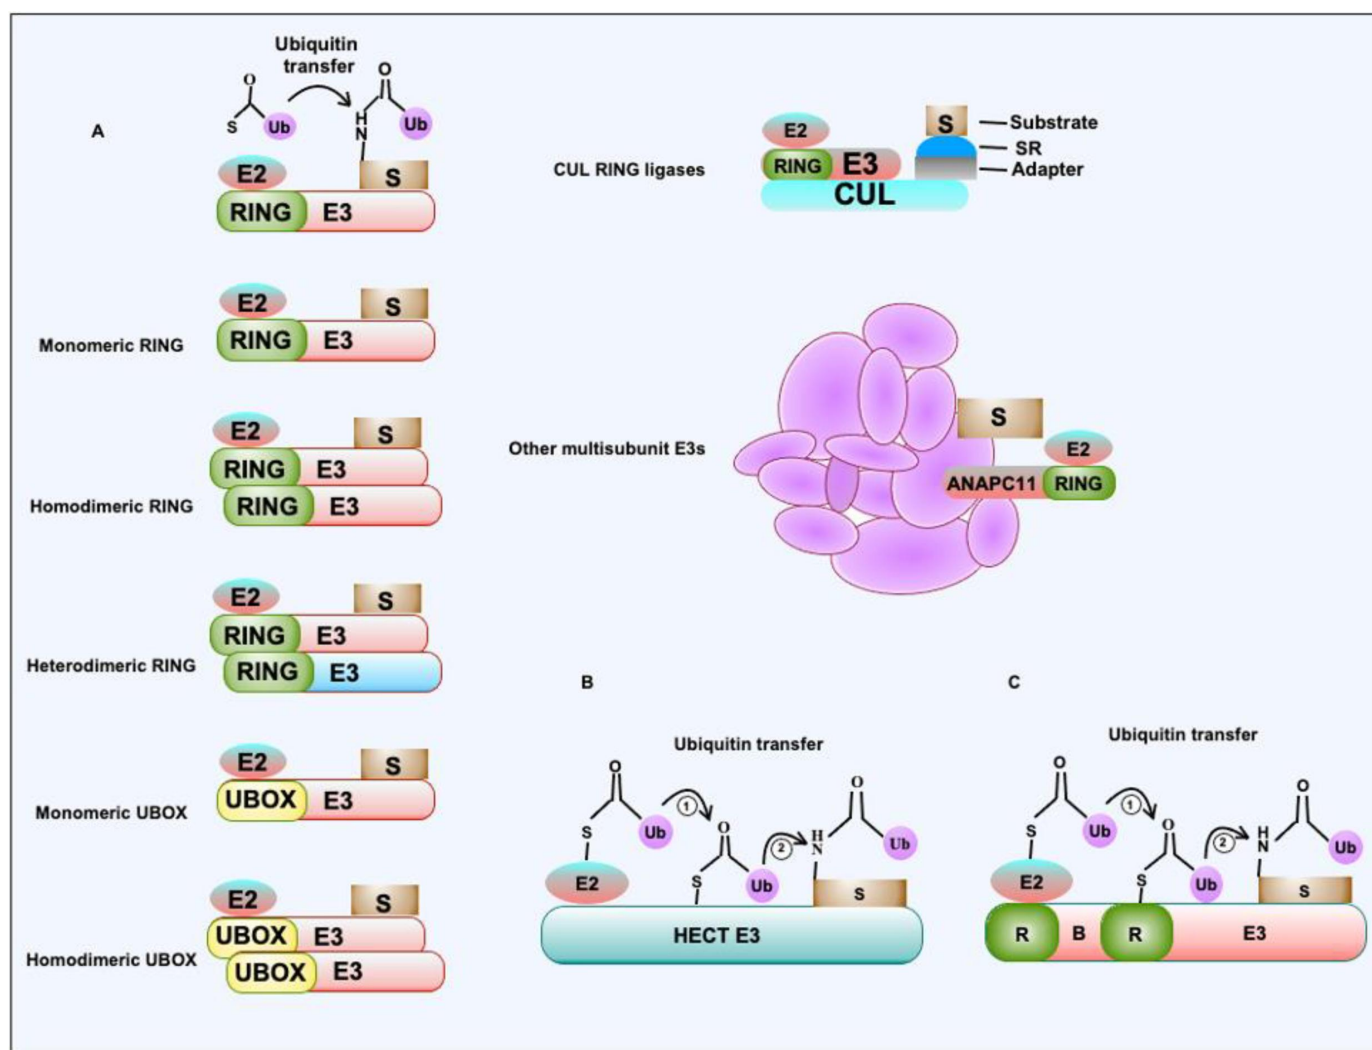 A
Ubiquitin
transfer
O
S
Ub
O
H
N
Ub
E2
S
RING
E3
Monomeric RING
E2
S
RING
E3
Homodimeric RING
E2
S
RING
E3
RING
E3
Heterodimeric RING
E2
S
RING
E3
RING
E3
Monomeric UBOX
E2
S
UBOX
E3
Homodimeric UBOX
E2
S
UBOX
E3
UBOX
E3
CUL RING ligases
E2
RING
E3
CUL
S
Substrate
SR
Adapter
Other multisubunit E3s
S
E2
ANAPC11
RING
B
Ubiquitin transfer
O
S
Ub
1
E2
O
S
Ub
2
O
H
N
Ub
S
HECT E3
C
Ubiquitin transfer
O
S
Ub
1
E2
O
S
Ub
2
O
H
N
Ub
S
R
B
R
E3